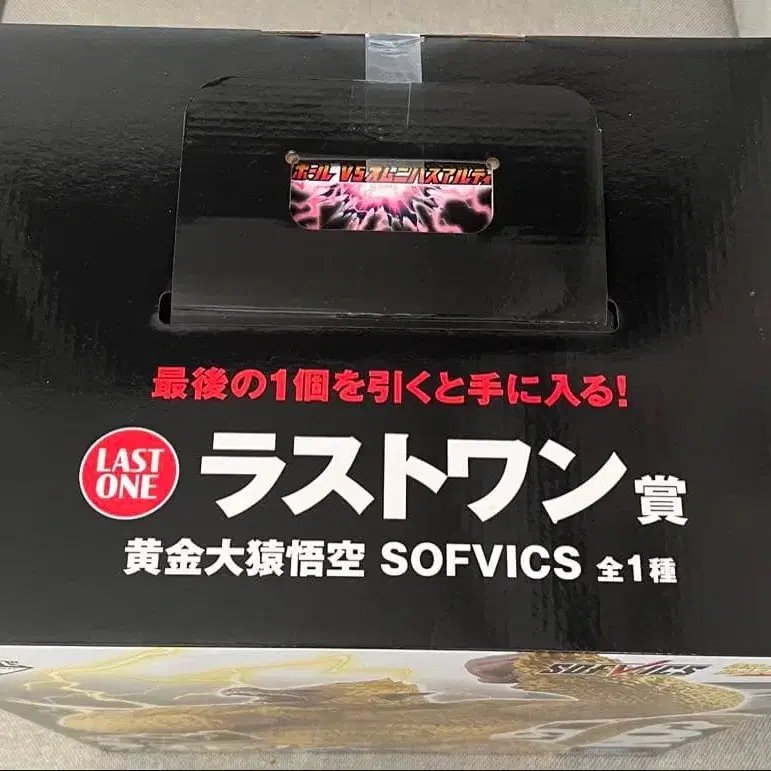 ボール VSオムニバスアルティ
最後の1個を引くと手に入る!
LAST
ONE
ラストワン賞
黄金大猿悟空 SOFVICS 全1種
SOFVICS